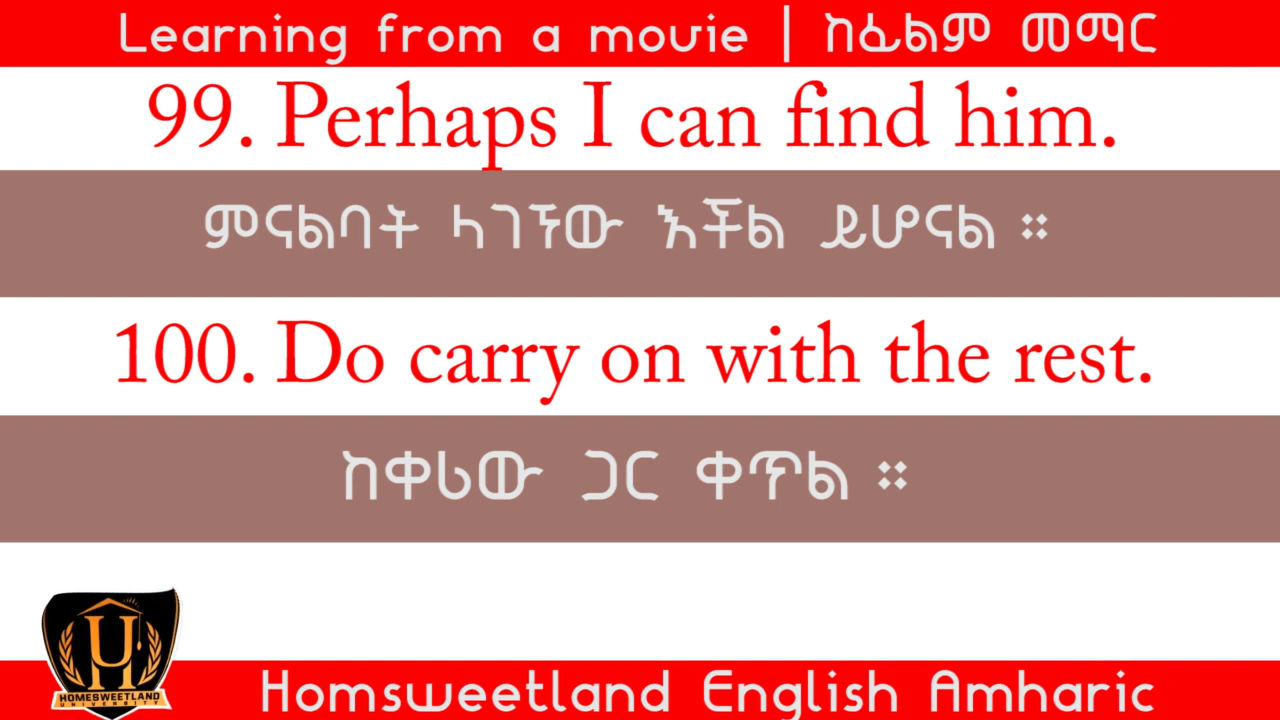 Learning from a movie | ከፊልም መማር
99. Perhaps I can find him.
ምናልባት ላገኘው እችል ይሆናል ።
100. Do carry on with the rest.
ከቀሪው ጋር ቀጥል ።
HOMESWEETLAND
UNIVERSITY
Homsweetland English Amharic